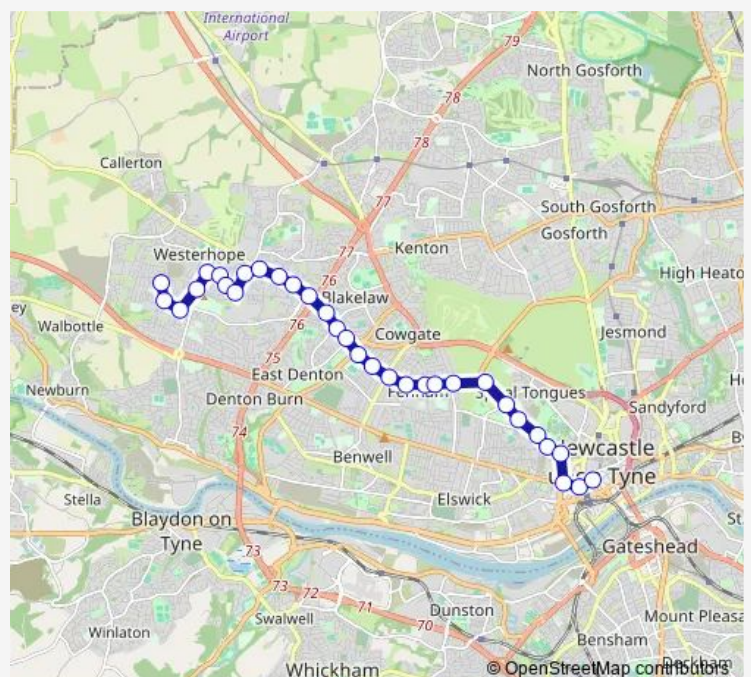 International
Airport
79
North Gosforth
78
78
Callerton
77
South Gosforth
Gosforth
Kenton
Westerhope
77
High Heato
76
Blakelaw
ey
Walbottle
76
Cowgate
Jesmond
75
East Denton
Newburn
Denton Burn
Tongues
Sandyford
74
Benwell
Newcastle
Tyne
Stella
Elswick
Blaydon on
Tyne
Gateshead
73
73
72
71
Dunston
Mount Pleasa
Swalwell
70
Winlaton
Bensham
Whickham
© OpenStreetMap contributors